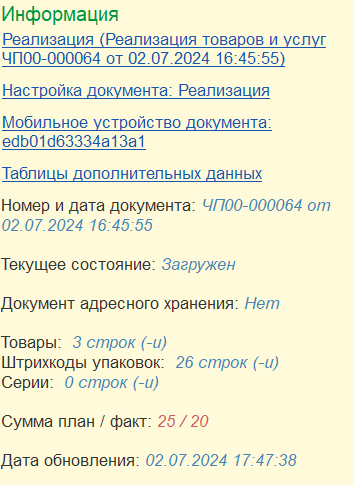 Информация
Реализация (Реализация товаров и услуг
ЧП00-000064 от 02.07.2024 16:45:55)
Настройка документа: Реализация
Мобильное устройство документа:
edb01d63334a13a1
Таблицы дополнительных данных
Номер и дата документа: ЧП00-000064 от
02.07.2024 16:45:55
Текущее состояние: Загружен
Документ адресного хранения: Нет
Товары: 3 строк (-и)
Штрихкоды упаковок: 26 строк (-и)
Серии: 0 строк (-и)
Сумма план / факт: 25 / 20
Дата обновления: 02.07.2024 17:47:38